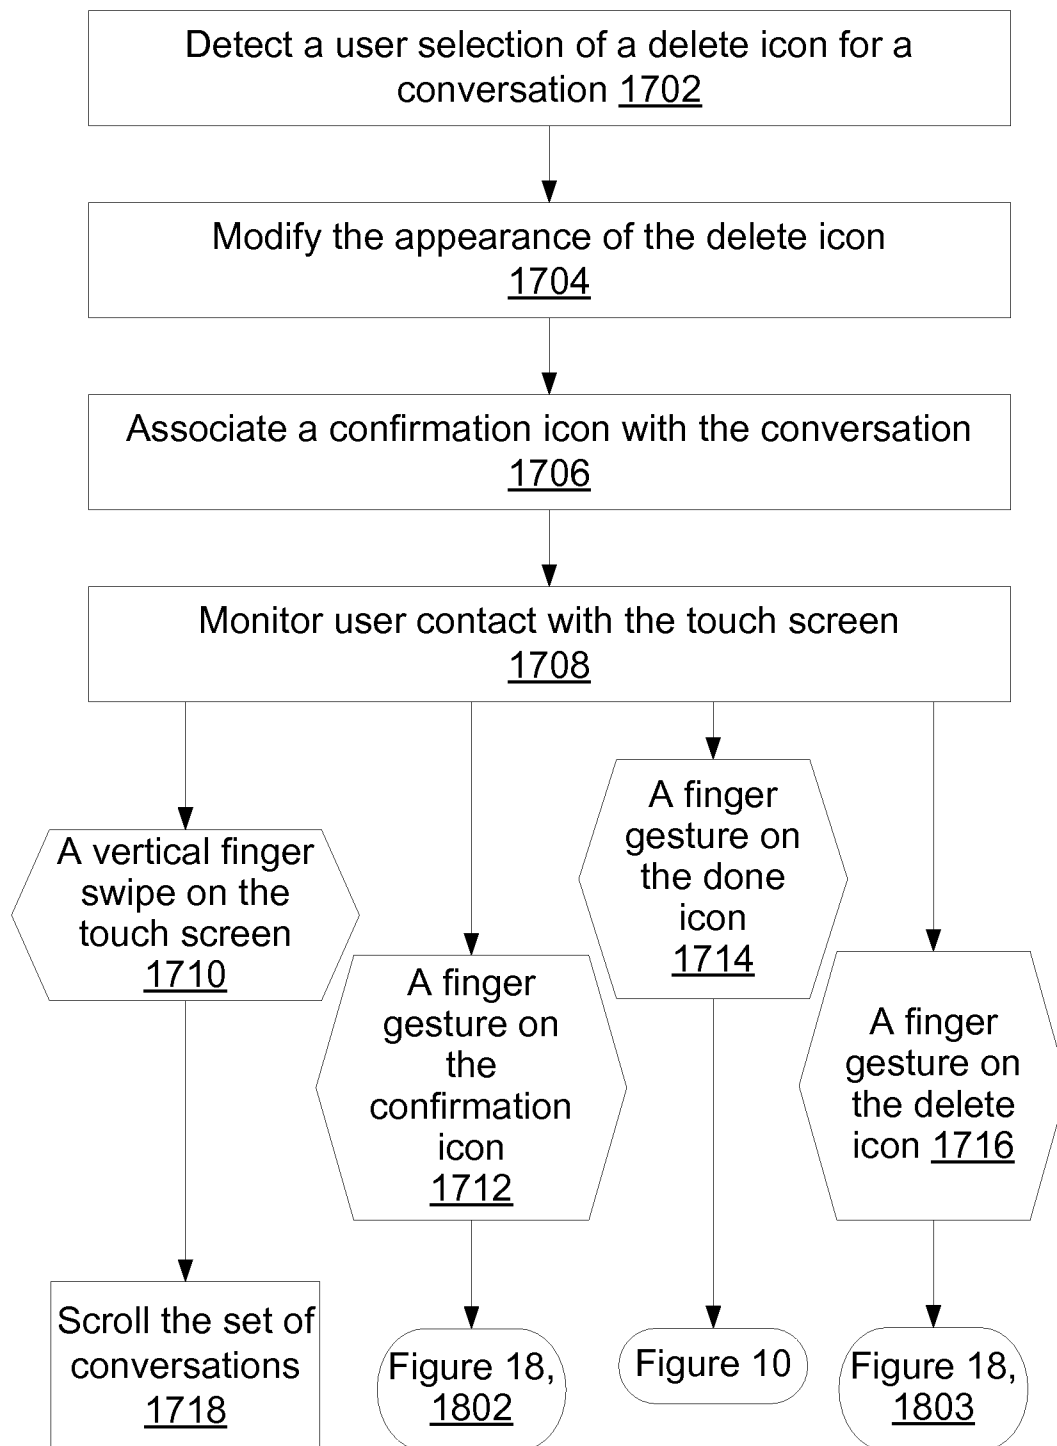 Detect a user selection of a delete icon for a
conversation 1702
Modify the appearance of the delete icon
1704
Associate a confirmation icon with the conversation
1706
Monitor user contact with the touch screen
1708
A vertical finger
swipe on the
touch screen
1710
A finger
gesture on
the
confirmation
icon
1712
A finger
gesture on
the done
icon
1714
A finger
gesture on
the delete
icon 1716
Scroll the set of
conversations
1718
Figure 18,
1802
Figure 10
Figure 18,
1803